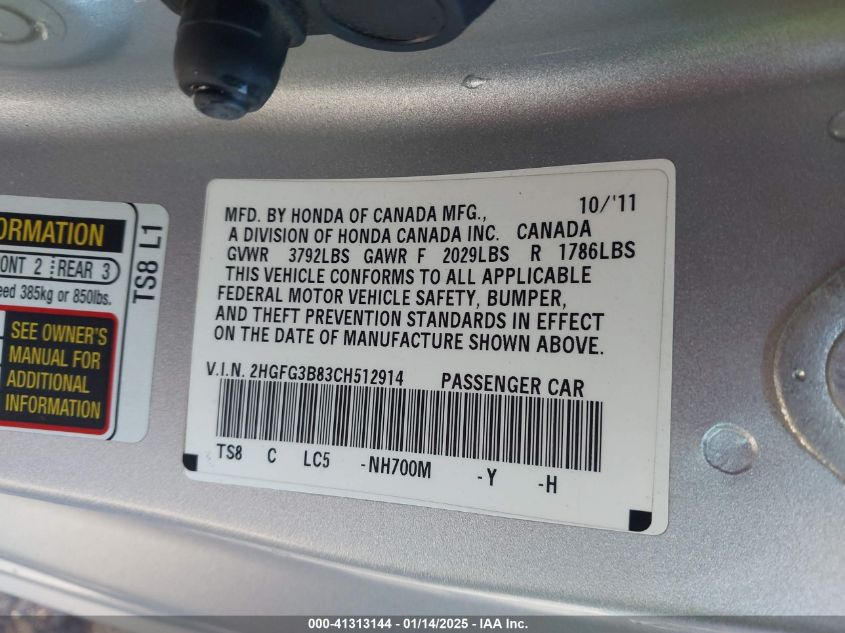 ORMATION
ONT 2 REAR 3
eed 385kg or 850lbs.
SEE OWNER'S
MANUAL FOR
ADDITIONAL
INFORMATION
TS8 L1
MFD. BY HONDA OF CANADA MFG., 10/'11
A DIVISION OF HONDA CANADA INC. CANADA
GVWR 3792LBS GAWR F 2029LBS R 1786LBS
THIS VEHICLE CONFORMS TO ALL APPLICABLE
FEDERAL MOTOR VEHICLE SAFETY, BUMPER,
AND THEFT PREVENTION STANDARDS IN EFFECT
ON THE DATE OF MANUFACTURE SHOWN ABOVE.
V.I.N. 2HGFG3B83CH512914 PASSENGER CAR
TS8 C LC5 -NH700M -Y -H
000-41313144 - 01/14/2025 - IAA Inc.